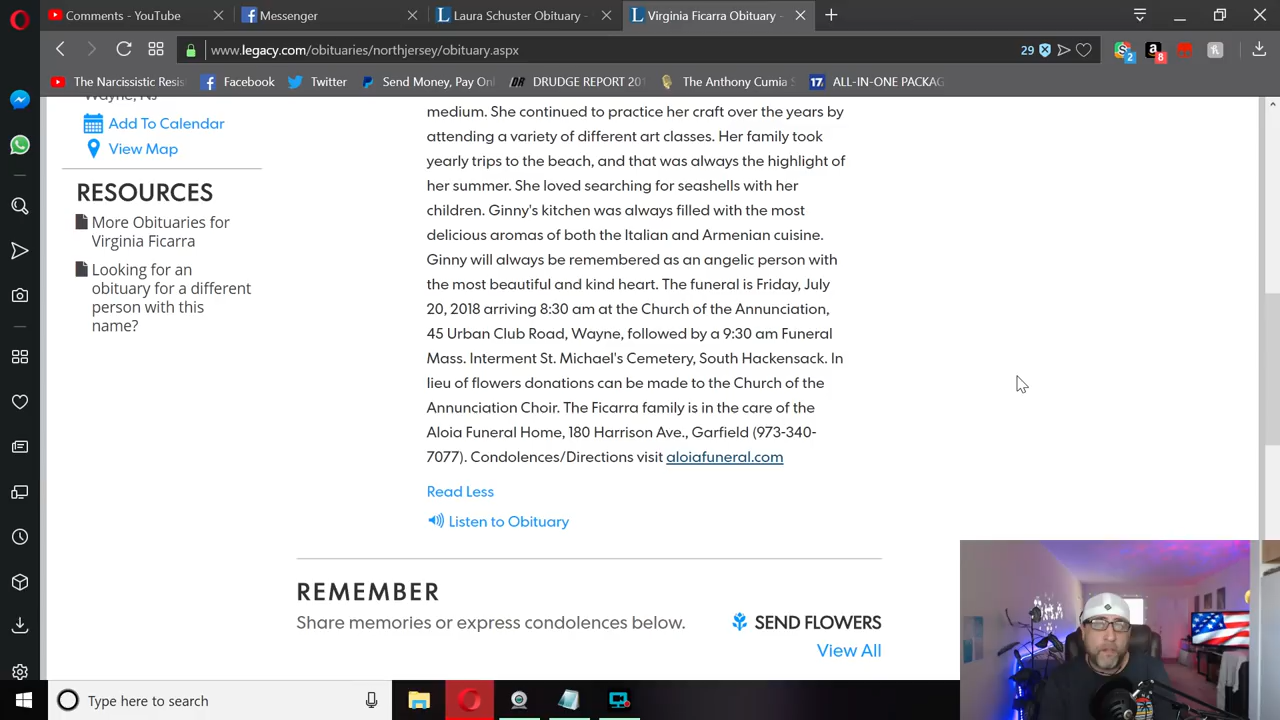 Comments - YouTube
Messenger
Laura Schuster Obituary -
Virginia Ficarra Obituary -
www.legacy.com/obituaries/northjersey/obituary.aspx
29
2
8
The Narcissistic Resis
Facebook
Twitter
Send Money, Pay Onl
DRUDGE REPORT 201
The Anthony Cumia S
17
ALL-IN-ONE PACKAG
Wayne, NJ
Add To Calendar
View Map
RESOURCES
More Obituaries for
Virginia Ficarra
Looking for an
obituary for a different
person with this
name?
medium. She continued to practice her craft over the years by
attending a variety of different art classes. Her family took
yearly trips to the beach, and that was always the highlight of
her summer. She loved searching for seashells with her
children. Ginny's kitchen was always filled with the most
delicious aromas of both the Italian and Armenian cuisine.
Ginny will always be remembered as an angelic person with
the most beautiful and kind heart. The funeral is Friday, July
20, 2018 arriving 8:30 am at the Church of the Annunciation,
45 Urban Club Road, Wayne, followed by a 9:30 am Funeral
Mass. Interment St. Michael's Cemetery, South Hackensack. In
lieu of flowers donations can be made to the Church of the
Annunciation Choir. The Ficarra family is in the care of the
Aloia Funeral Home, 180 Harrison Ave., Garfield (973-340-
7077). Condolences/Directions visit aloiafuneral.com
Read Less
Listen to Obituary
REMEMBER
Share memories or express condolences below.
SEND FLOWERS
View All
Type here to search